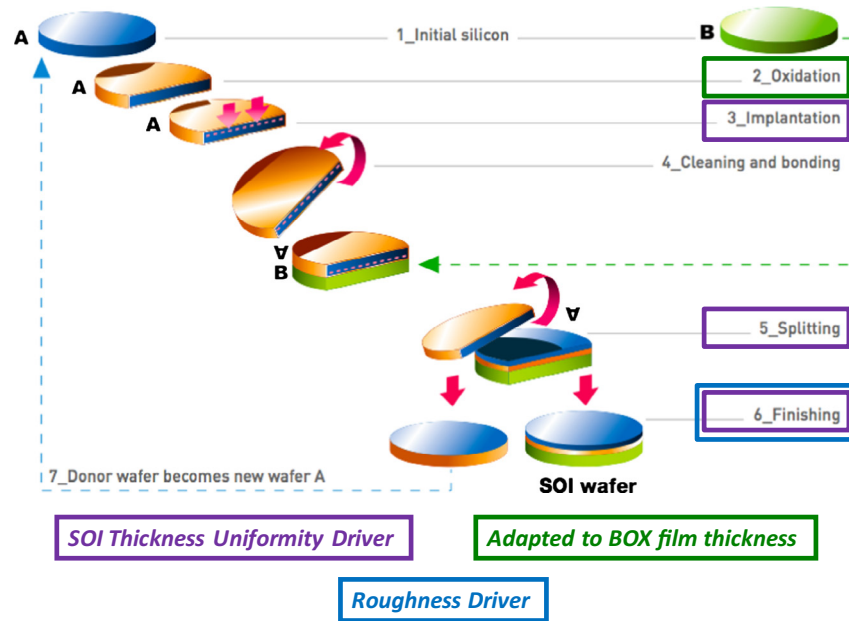 A
1_Initial silicon
B
A
2_Oxidation
A
3_Implantation
4_Cleaning and bonding
A
B
A
5_Splitting
6_Finishing
7_Donor wafer becomes new wafer A
SOI wafer
SOI Thickness Uniformity Driver
Adapted to BOX film thickness
Roughness Driver